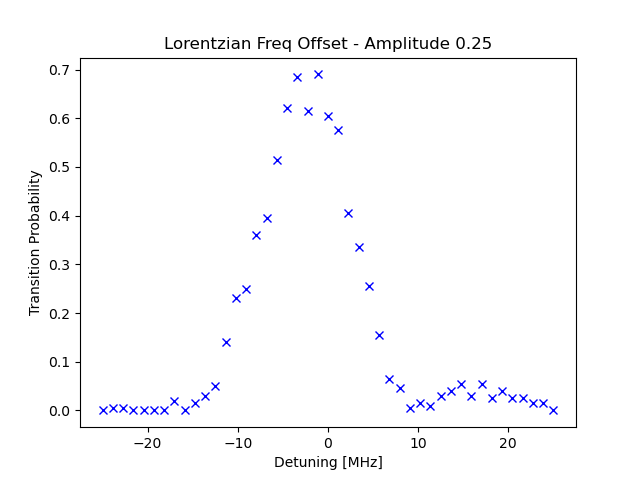 Lorentzian Freq Offset - Amplitude 0.25
0.7
0.6
0.5
0.4
0.3
0.2
0.1
0.0
Transition Probability
−20 −10 0 10 20
Detuning [MHz]